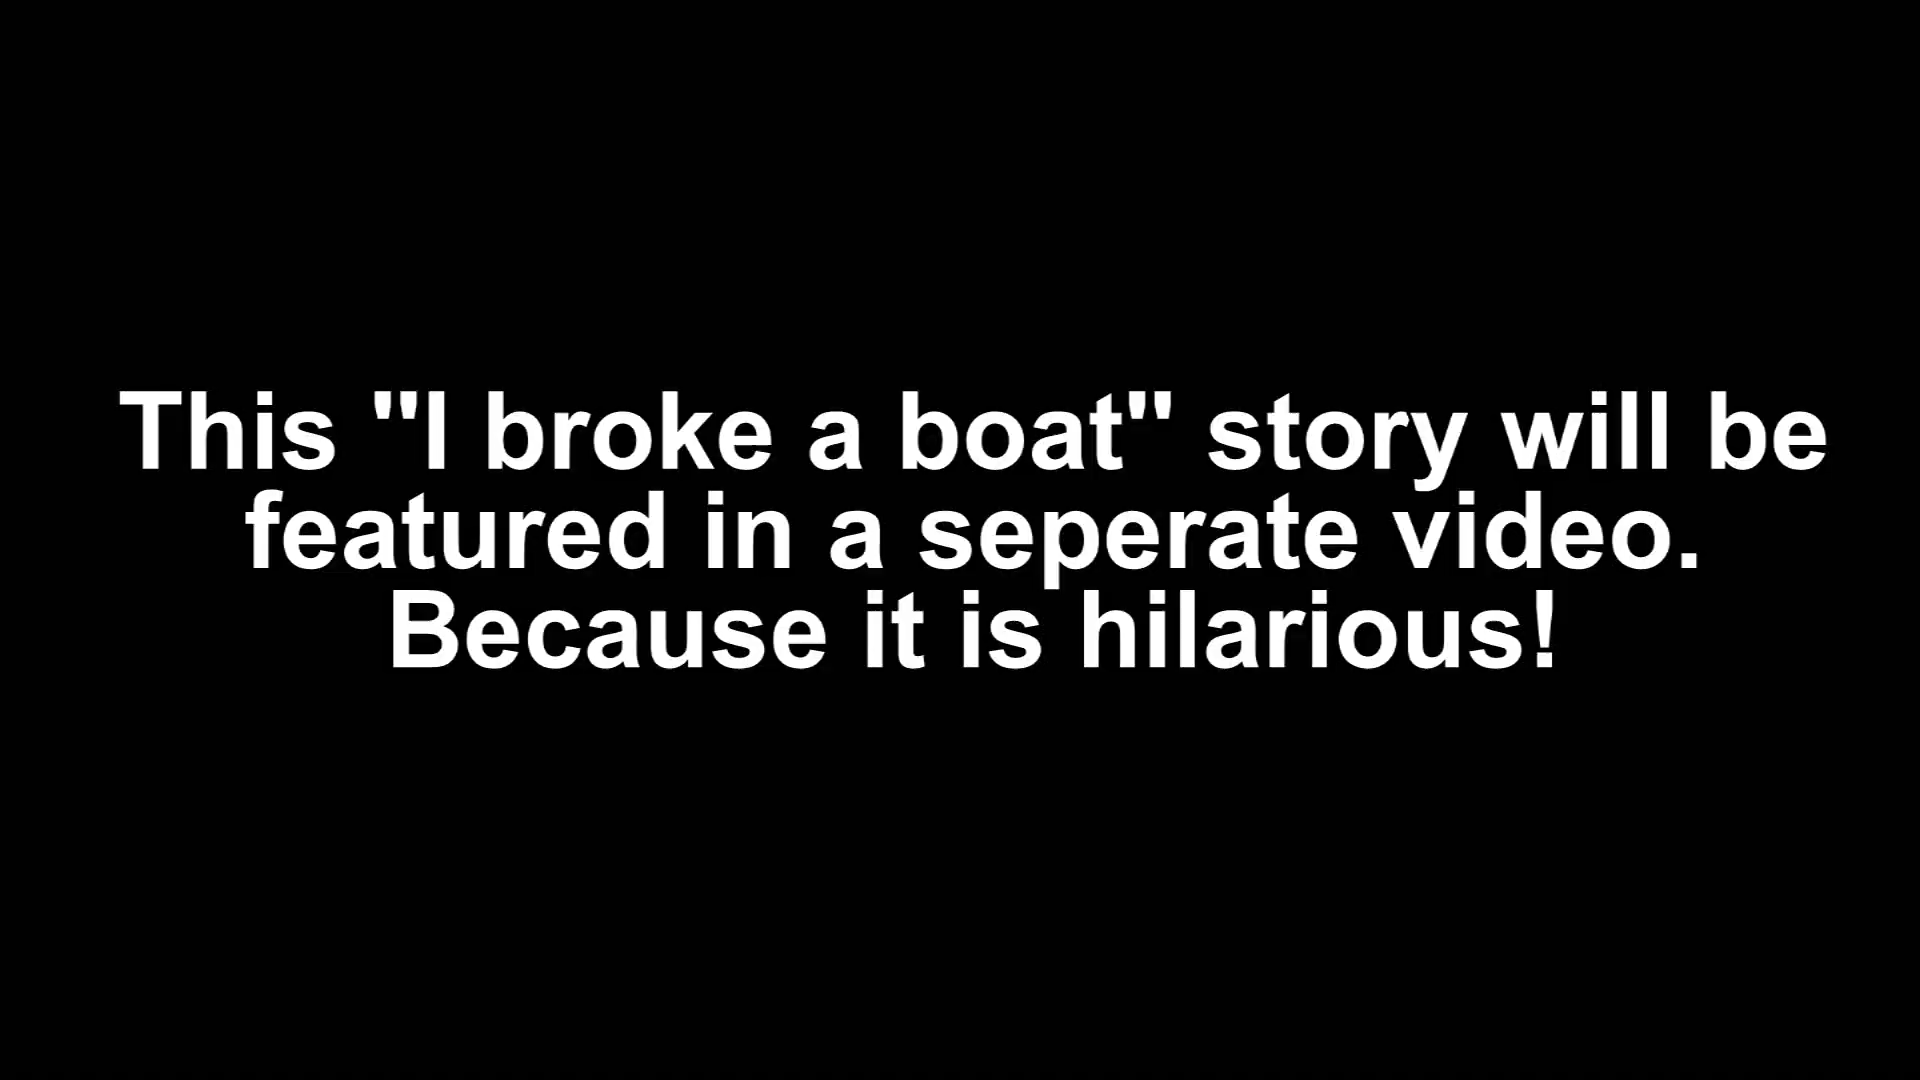 This "I broke a boat" story will be
featured in a seperate video.
Because it is hilarious!